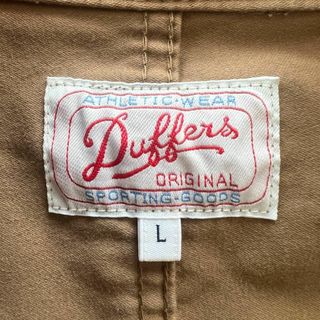 ATHLETIC-WEAR
Duffers
ORIGINAL
SPORTING-GOODS
L